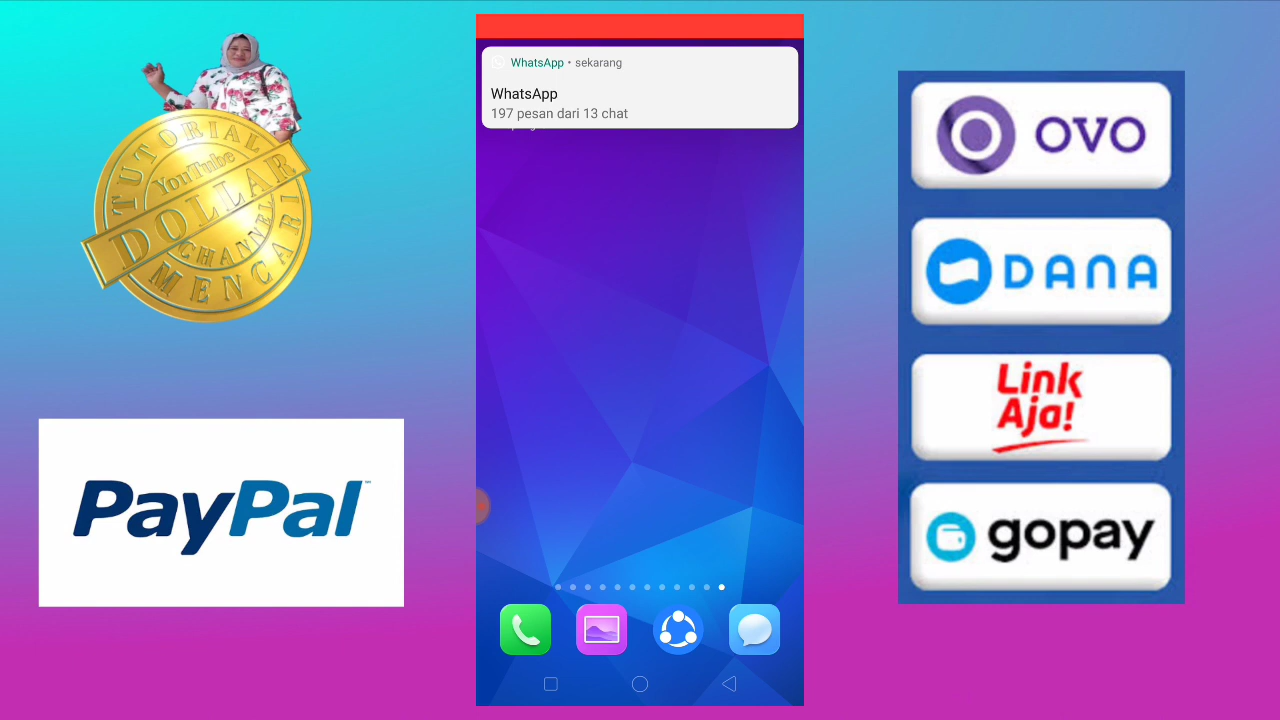 TUTORIAL
YouTube
DOLLAR
CHANNEL
MENCARI
PayPal
WhatsApp • sekarang
WhatsApp
197 pesan dari 13 chat
OVO
DANA
Link
Aja!
gopay